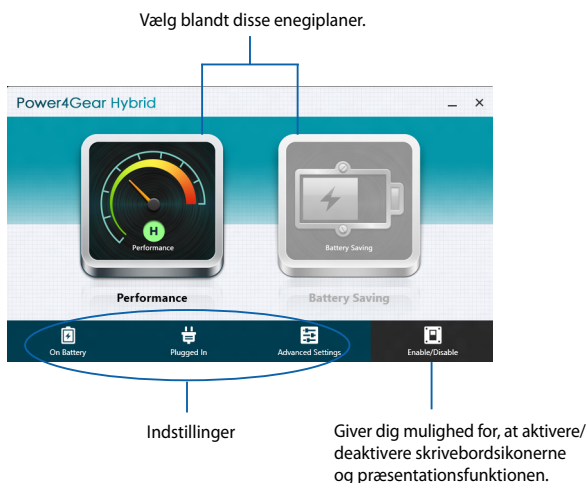 Vælg blandt disse enegiplaner.
Power4Gear Hybrid
H
Performance
Battery Saving
Performance
Battery Saving
On Battery
Plugged In
Advanced Settings
Enable/Disable
Indstillinger
Giver dig mulighed for, at aktivere/
deaktivere skrivebordsikonerne
og præsentationsfunktionen.